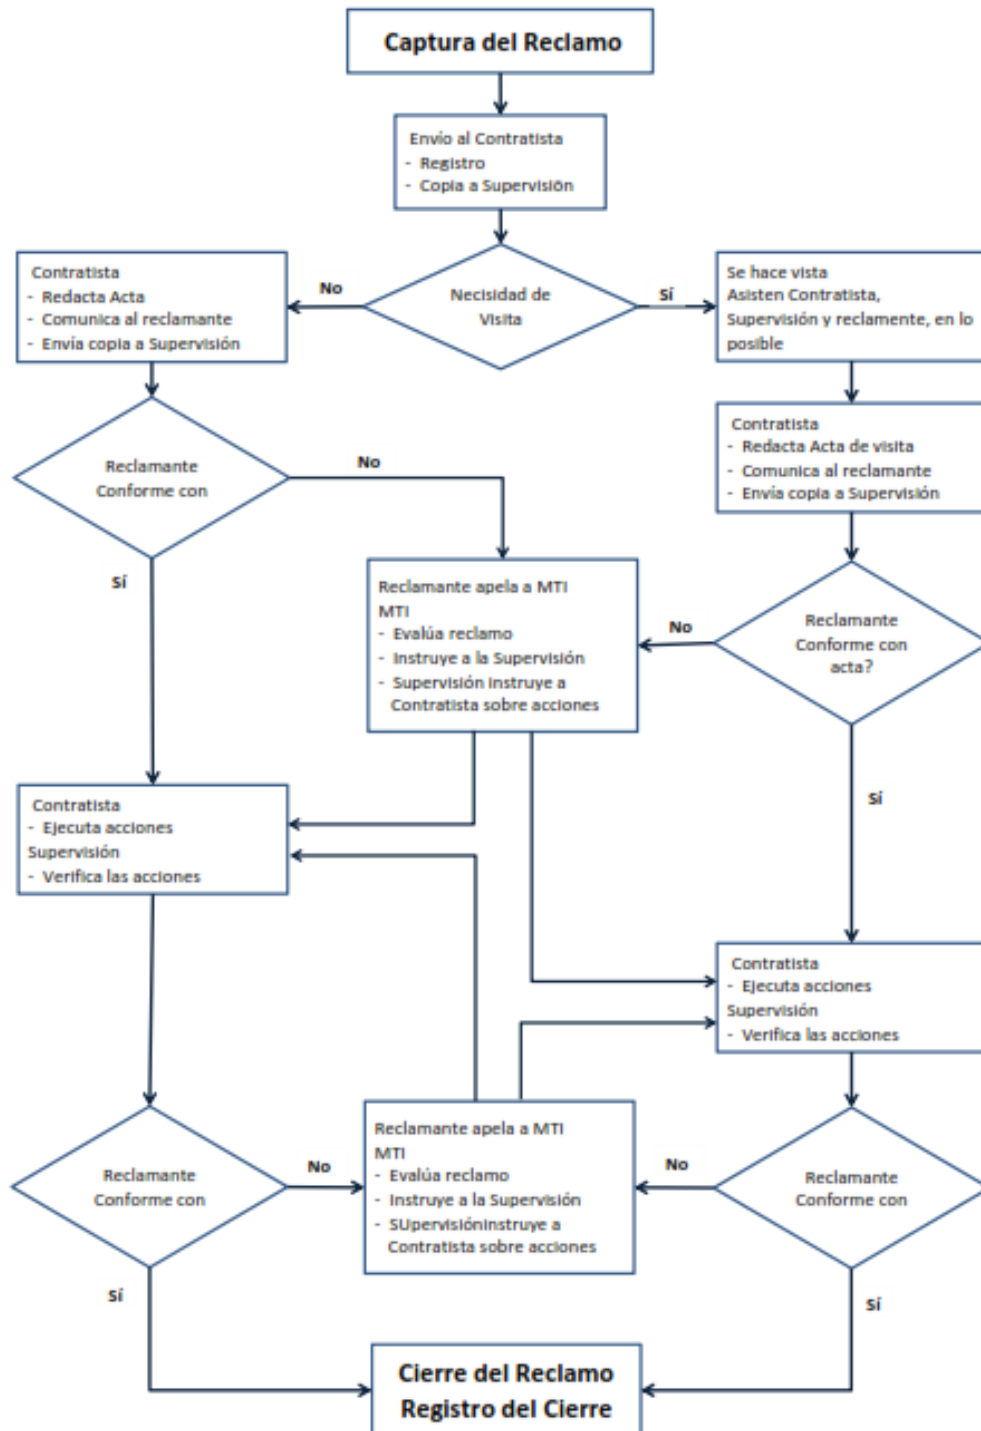 Captura del Reclamo
Envío al Contratista
- Registro
- Copia a Supervisión
Necisidad de
Visita
No
Sí
Contratista
- Redacta Acta
- Comunica al reclamante
- Envía copia a Supervisión
Se hace vista
Asisten Contratista,
Supervisión y reclamente, en lo
posible
Contratista
- Redacta Acta de visita
- Comunica al reclamante
- Envía copia a Supervisión
Reclamante
Conforme con
No
Sí
Reclamante apela a MTI
MTI
- Evalúa reclamo
- Instruye a la Supervisión
- Supervisión instruye a
Contratista sobre acciones
No
Reclamante
Conforme con
acta?
Sí
Contratista
- Ejecuta acciones
Supervisión
- Verifica las acciones
Contratista
- Ejecuta acciones
Supervisión
- Verifica las acciones
Reclamante
Conforme con
No
Sí
Reclamante apela a MTI
MTI
- Evalúa reclamo
- Instruye a la Supervisión
- SUpervisióninstruye a
Contratista sobre acciones
No
Reclamante
Conforme con
Sí
Cierre del Reclamo
Registro del Cierre